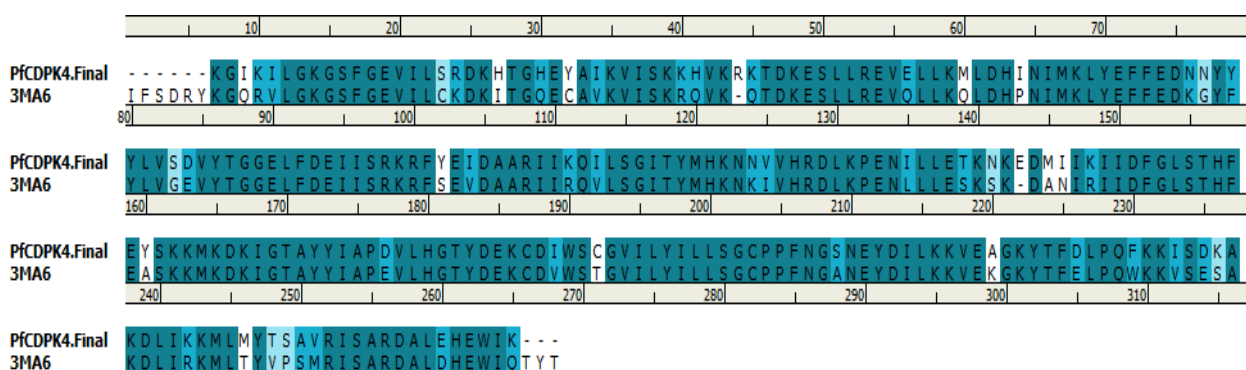 10 20 30 40 50 60 70
PfCDPK4.Final ------KGIKILGKGSFGEVILSRDKHTGHEYAIKVISKKHVKRKTDKESLLREVELLKMLDHINIMKLYEFFEDNNYY
3MA6 IFSDRYKGQRVLGKGSFGEVILCKDKITGQECAVKVISKRQVK-QTDKESLLREVQLLKQLDHPNIMKLYEFFEDKGYF
80 90 100 110 120 130 140 150
PfCDPK4.Final YLVSDVYTGGELFDEIISRKRFYEIDAARIIKQILSGITYMHKNNVVHRDLKPENILLETKNKEDMIIKIIDFGLSTHF
3MA6 YLVGEVYTGGELFDEIISRKRFSEVDAARIIRQVLSGITYMHKNKIVHRDLKPENLLLESKSK-DANIRIIDFGLSTHF
160 170 180 190 200 210 220 230
PfCDPK4.Final EYSKKMKDKIGTAYYIAPDVLHGTYDEKCDIWSCGVILYILLSGCPPFNGSNEYDILKKVEAGKYTFDLPQFKKISDKA
3MA6 EASKKMKDKIGTAYYIAPEVLHGTYDEKCDVWSTGVILYILLSGCPPFNGANEYDILKKVEKGKYTFELPQWKKVSESA
240 250 260 270 280 290 300 310
PfCDPK4.Final KDLIKKMLMYTSAVRISARDALEHEWIK---
3MA6 KDLIRKMLTYVPSMRISARDALDHEWIQTYT